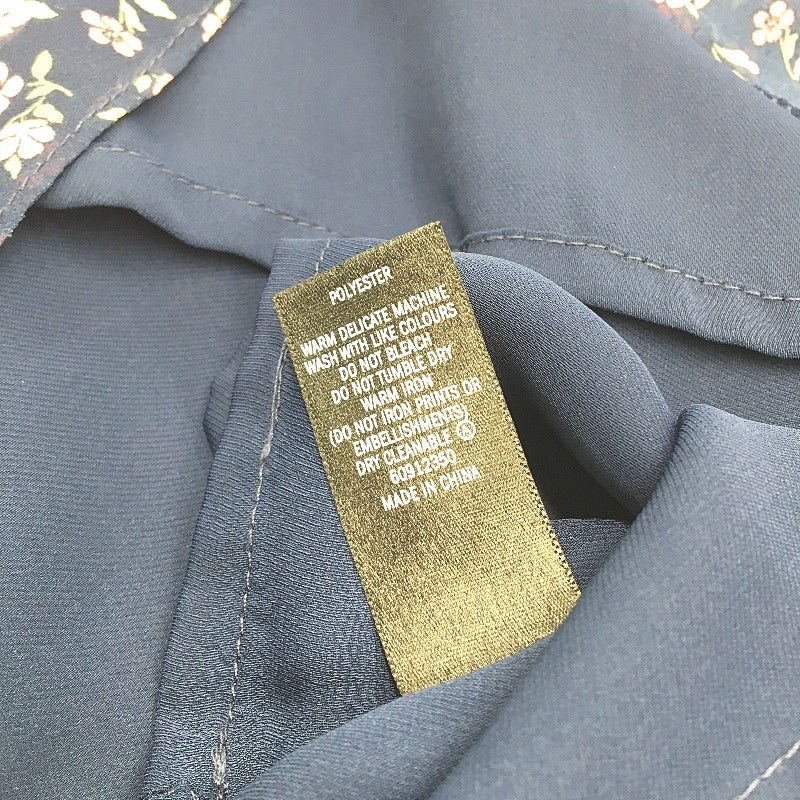 POLYESTER
WARM DELICATE MACHINE
WASH WITH LIKE COLOURS
DO NOT BLEACH
DO NOT TUMBLE DRY
WARM IRON
(DO NOT IRON PRINTS OR
EMBELLISHMENTS)
DRY CLEANABLE Ⓐ
60912350
MADE IN CHINA